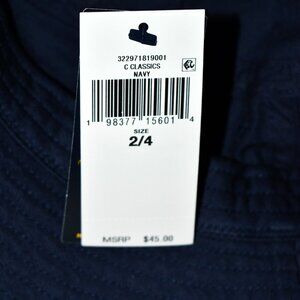 322971819001
C CLASSICS
NAVY
1 98377 15601 4
SIZE
2/4
MSRP $45.00